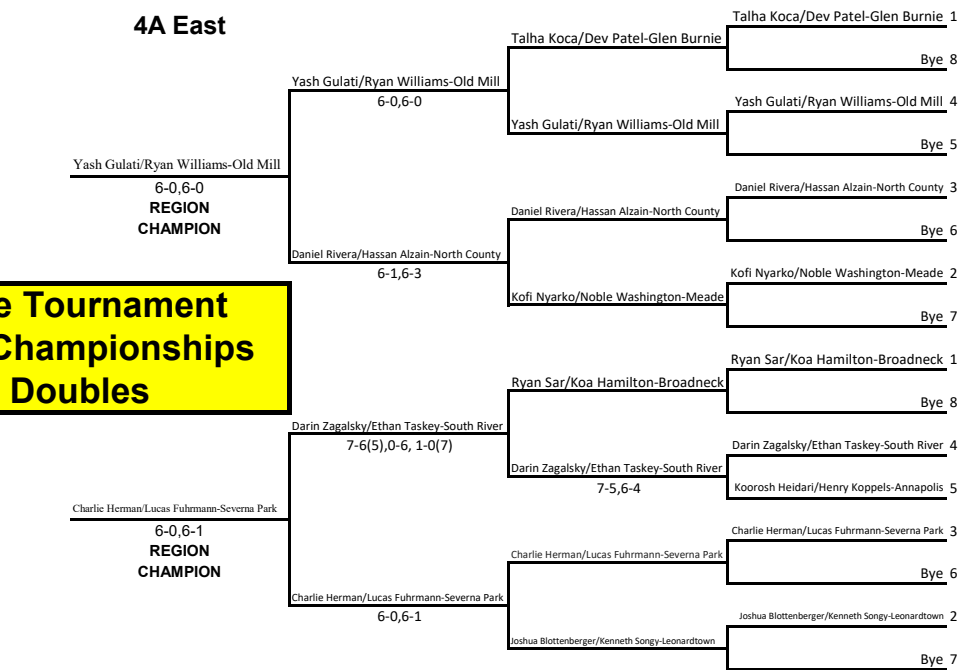 4A East
Talha Koca/Dev Patel-Glen Burnie 1
Talha Koca/Dev Patel-Glen Burnie
Bye 8
Yash Gulati/Ryan Williams-Old Mill
6-0,6-0
Yash Gulati/Ryan Williams-Old Mill 4
Yash Gulati/Ryan Williams-Old Mill
Bye 5
Yash Gulati/Ryan Williams-Old Mill
6-0,6-0
REGION
CHAMPION
Daniel Rivera/Hassan Alzain-North County 3
Daniel Rivera/Hassan Alzain-North County
Bye 6
Daniel Rivera/Hassan Alzain-North County
6-1,6-3
Kofi Nyarko/Noble Washington-Meade 2
Kofi Nyarko/Noble Washington-Meade
Bye 7
Tournament
Championships
Doubles
Ryan Sar/Koa Hamilton-Broadneck 1
Ryan Sar/Koa Hamilton-Broadneck
Bye 8
Darin Zagalsky/Ethan Taskey-South River
7-6(5),0-6, 1-0(7)
Darin Zagalsky/Ethan Taskey-South River 4
Darin Zagalsky/Ethan Taskey-South River
7-5,6-4
Koorosh Heidari/Henry Koppels-Annapolis 5
Charlie Herman/Lucas Fuhrmann-Severna Park
6-0,6-1
REGION
CHAMPION
Charlie Herman/Lucas Fuhrmann-Severna Park 3
Charlie Herman/Lucas Fuhrmann-Severna Park
Bye 6
Charlie Herman/Lucas Fuhrmann-Severna Park
6-0,6-1
Joshua Blottenberger/Kenneth Songy-Leonardtown 2
Joshua Blottenberger/Kenneth Songy-Leonardtown
Bye 7